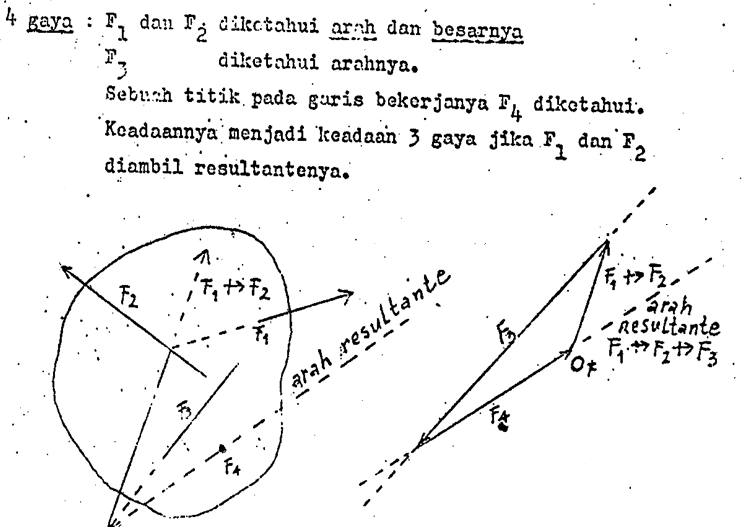 4 gaya : F1 dan F2 diketahui arah dan besarnya
F3 diketahui arahnya.
Sebuah titik pada garis bekerjanya F4 diketahui.
Keadaannya menjadi keadaan 3 gaya jika F1 dan F2
diambil resultantenya.
F2
F1 +> F2
F1
arah resultante
F3
F4
F1 +> F2
arah
resultante
F1 +> F2 +> F3
F3
Of
F4